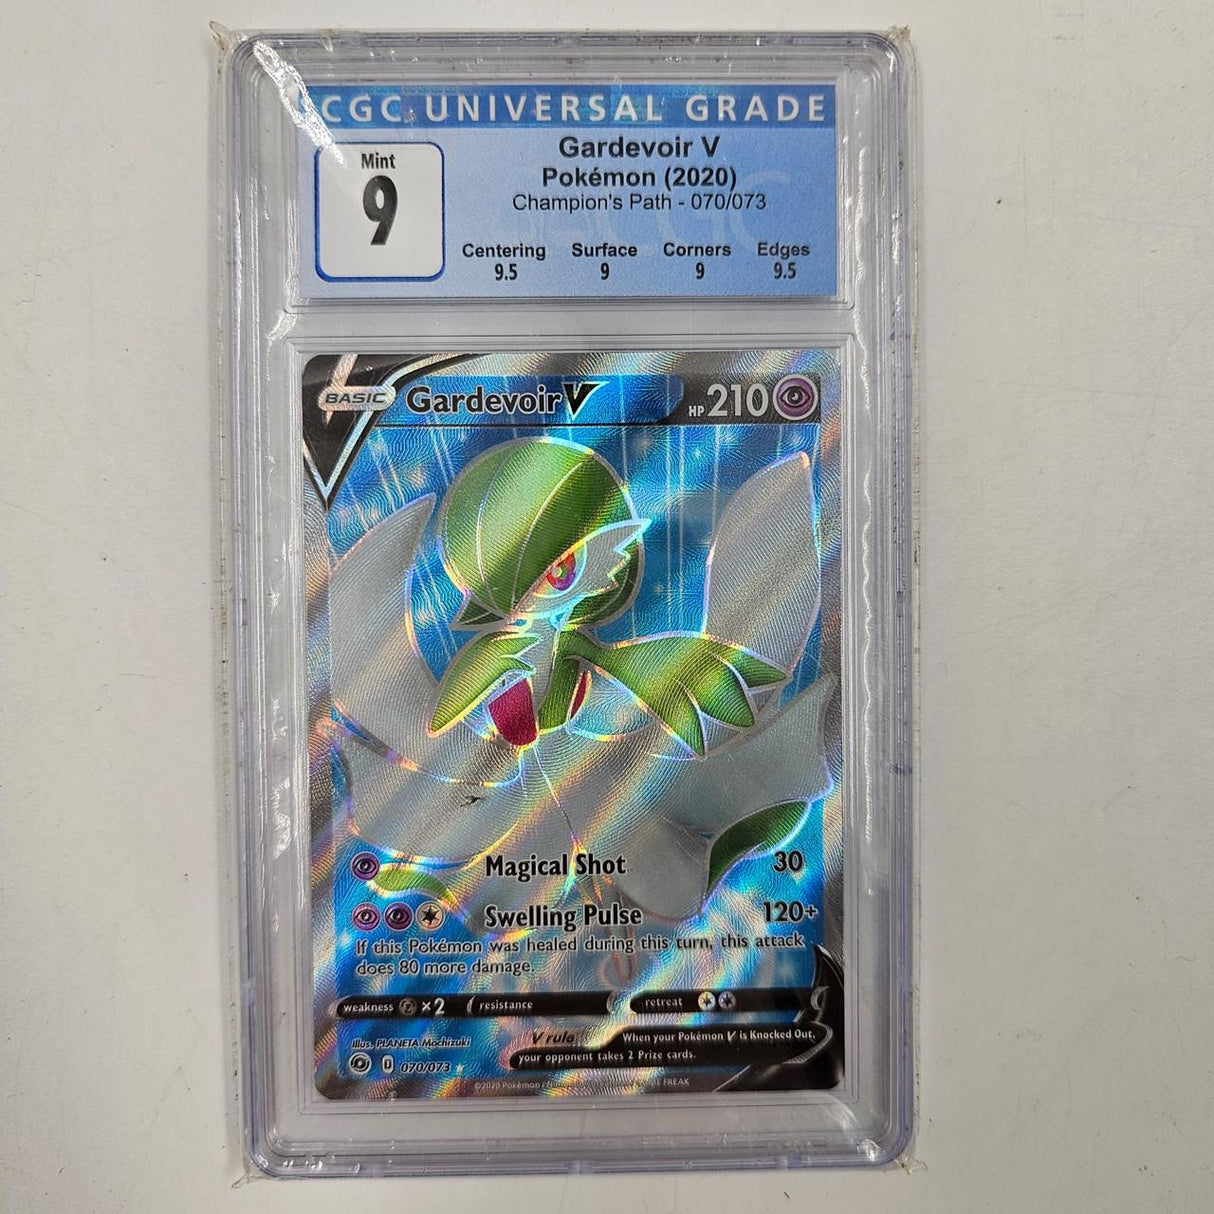 CGC UNIVERSAL GRADE
Mint
9
Gardevoir V
Pokémon (2020)
Champion's Path - 070/073
Centering Surface Corners Edges
9.5 9 9 9.5
BASIC Gardevoir V HP 210
Magical Shot 30
Swelling Pulse 120+
If this Pokémon was healed during this turn, this attack
does 80 more damage.
weakness ×2 resistance retreat
V rule When your Pokémon V is Knocked Out,
your opponent takes 2 Prize cards.
Illus. PLANETA Mochizuki
D 070/073
©2020 Pokémon
FREAK